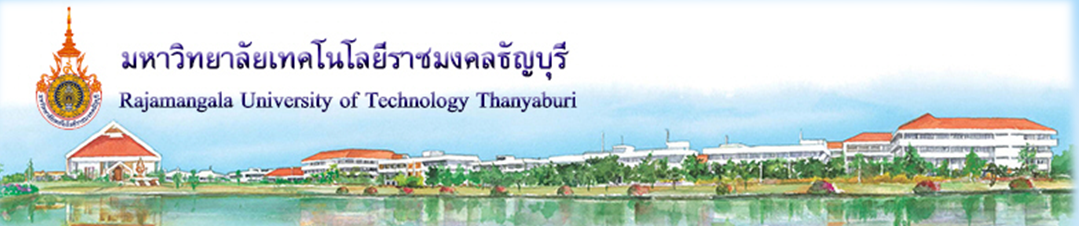 มหาวิทยาลัยเทคโนโลยีราชมงคลธัญบุรี
Rajamangala University of Technology Thanyaburi